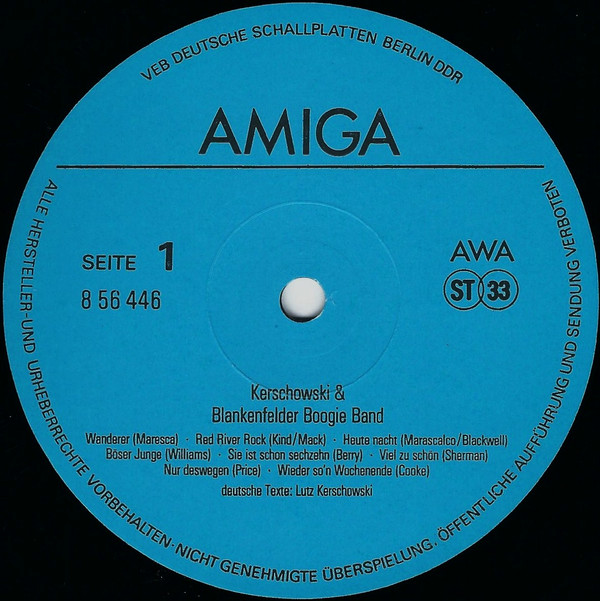 VEB DEUTSCHE SCHALLPLATTEN BERLIN DDR
AMIGA
SEITE 1
8 56 446
AWA
ST 33
Kerschowski &
Blankenfelder Boogie Band
Wanderer (Maresca) · Red River Rock (Kind/Mack) · Heute nacht (Marascalco/Blackwell)
Böser Junge (Williams) · Sie ist schon sechzehn (Berry) · Viel zu schön (Sherman)
Nur deswegen (Price) · Wieder so'n Wochenende (Cooke)
deutsche Texte: Lutz Kerschowski
ALLE HERSTELLER-UND URHEBERRECHTE VORBEHALTEN·NICHT GENEHMIGTE ÜBERSPIELUNG, ÖFFENTLICHE AUFFÜHRUNG UND SENDUNG VERBOTEN